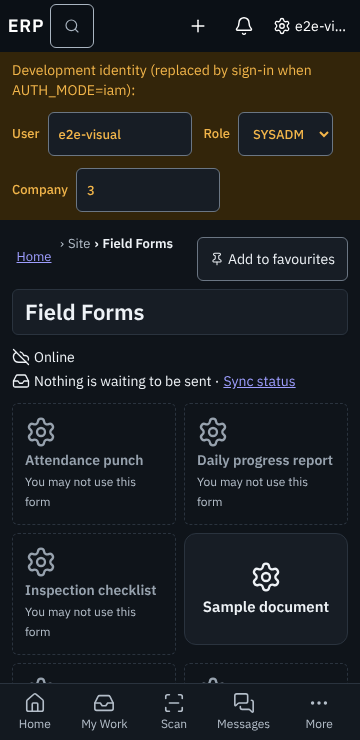 ERP
e2e-vi...
Development identity (replaced by sign-in when
AUTH_MODE=iam):
User e2e-visual Role SYSADM
Company 3
Home › Site › Field Forms
Add to favourites
Field Forms
Online
Nothing is waiting to be sent · Sync status
Attendance punch
You may not use this
form
Daily progress report
You may not use this
form
Inspection checklist
You may not use this
form
Sample document
Home My Work Scan Messages More